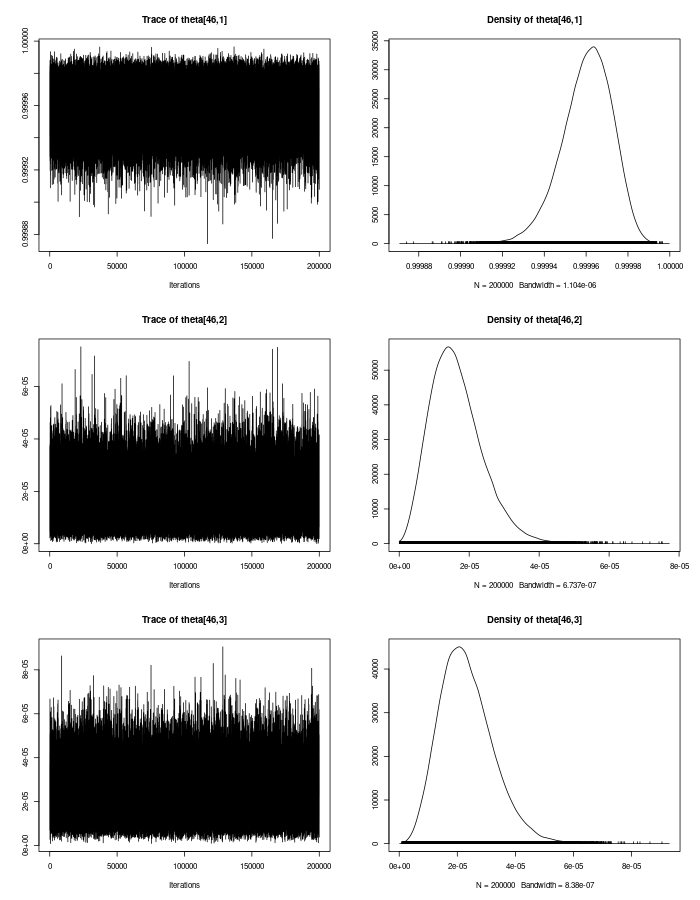 Trace of theta[46,1]
Density of theta[46,1]
0.99988 0.99992 0.99996 1.00000
0 50000 100000 150000 200000
Iterations
0 5000 10000 15000 20000 25000 30000 35000
0.99988 0.99990 0.99992 0.99994 0.99996 0.99998 1.00000
N = 200000 Bandwidth = 1.104e-06
Trace of theta[46,2]
Density of theta[46,2]
0e+00 2e-05 4e-05 6e-05
0 50000 100000 150000 200000
Iterations
0 10000 20000 30000 40000 50000
0e+00 2e-05 4e-05 6e-05 8e-05
N = 200000 Bandwidth = 6.737e-07
Trace of theta[46,3]
Density of theta[46,3]
0e+00 2e-05 4e-05 6e-05 8e-05
0 50000 100000 150000 200000
Iterations
0 10000 20000 30000 40000
0e+00 2e-05 4e-05 6e-05 8e-05
N = 200000 Bandwidth = 8.38e-07